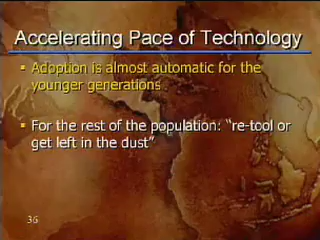 Accelerating Pace of Technology
▪ Adoption is almost automatic for the
younger generations
▪ For the rest of the population: “re-tool or
get left in the dust”
36